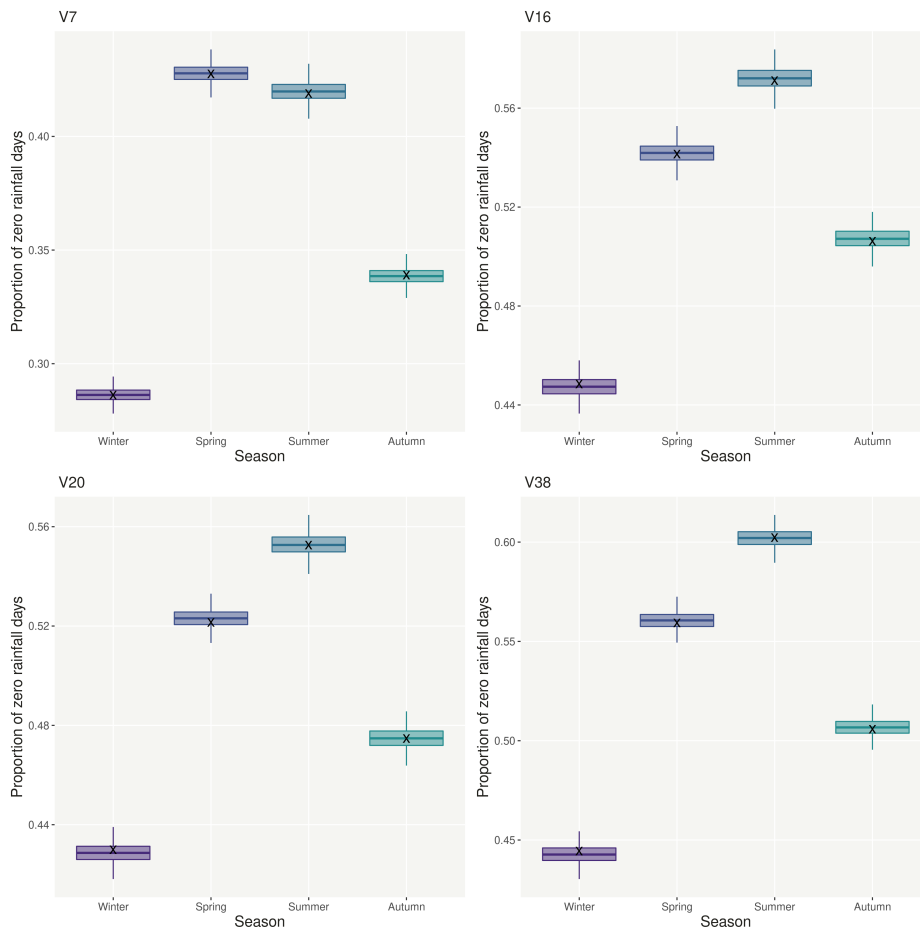 V7
Proportion of zero rainfall days
0.40
0.35
0.30
Winter Spring Summer Autumn
Season
V16
Proportion of zero rainfall days
0.56
0.52
0.48
0.44
Winter Spring Summer Autumn
Season
V20
Proportion of zero rainfall days
0.56
0.52
0.48
0.44
Winter Spring Summer Autumn
Season
V38
Proportion of zero rainfall days
0.60
0.55
0.50
0.45
Winter Spring Summer Autumn
Season